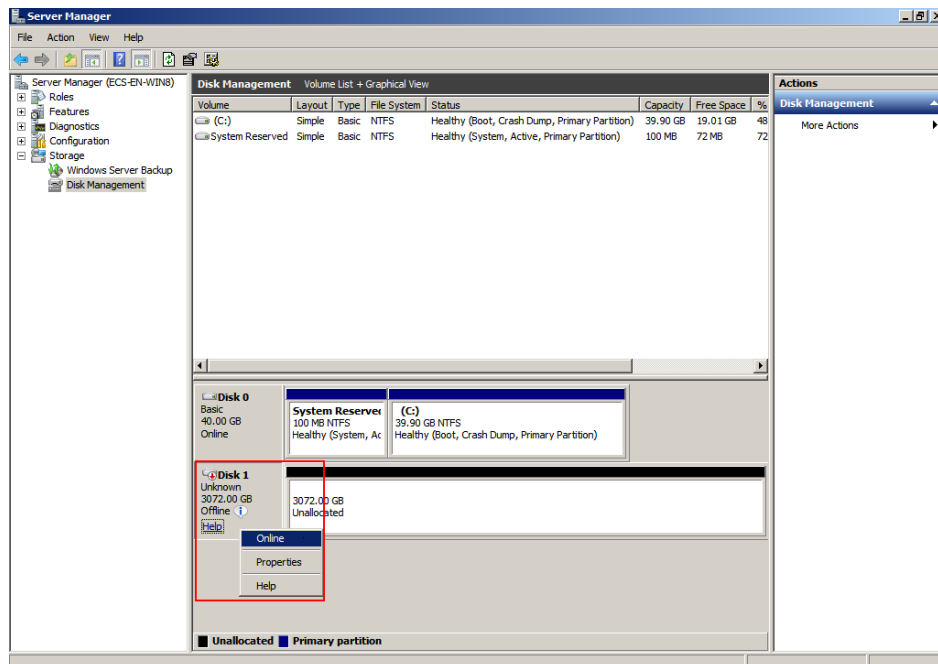 Server Manager
File Action View Help
Server Manager (ECS-EN-WIN8)
Roles
Features
Diagnostics
Configuration
Storage
Windows Server Backup
Disk Management
Disk Management Volume List + Graphical View
Volume Layout Type File System Status Capacity Free Space %
(C:) Simple Basic NTFS Healthy (Boot, Crash Dump, Primary Partition) 39.90 GB 19.01 GB 48
System Reserved Simple Basic NTFS Healthy (System, Active, Primary Partition) 100 MB 72 MB 72
Disk 0
Basic
40.00 GB
Online
System Reserved
100 MB NTFS
Healthy (System, Ac
(C:)
39.90 GB NTFS
Healthy (Boot, Crash Dump, Primary Partition)
Disk 1
Unknown
3072.00 GB
Offline
Help
3072.00 GB
Unallocated
Online
Properties
Help
Unallocated Primary partition
Actions
Disk Management
More Actions